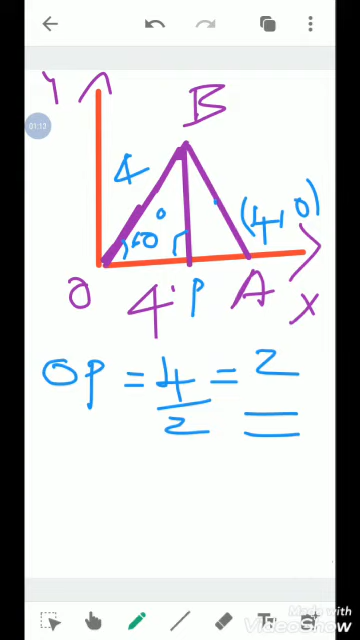 01:13
Y
B
4
60°
(4,0)
O
4
P
A
X
OP = 4/2 = 2
Made with
VideoShow